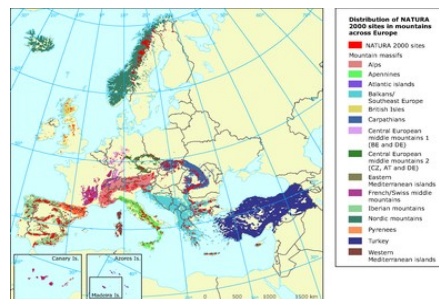 Distribution of NATURA
2000 sites in mountains
across Europe
NATURA 2000 sites
Mountain massifs
Alps
Apennines
Atlantic islands
Balkans/
Southeast Europe
British Isles
Carpathians
Central European
middle mountains 1
(BE and DE)
Central European
middle mountains 2
(CZ, AT and DE)
Eastern
Mediterranean islands
French/Swiss middle
mountains
Iberian mountains
Nordic mountains
Pyrenees
Turkey
Western
Mediterranean islands
Canary Is.
Azores Is.
Madeira Is.
0 500 1000 1500 km